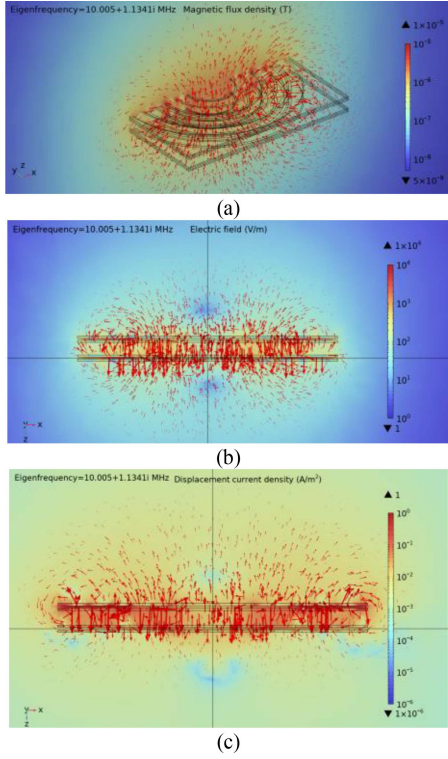 Eigenfrequency=10.005+1.1341i MHz Magnetic flux density (T)
▲ 1×10⁻⁵
10⁻⁵
10⁻⁶
10⁻⁷
10⁻⁸
▼ 5×10⁻⁹
y z x
(a)
Eigenfrequency=10.005+1.1341i MHz Electric field (V/m)
▲ 1×10⁴
10⁴
10³
10²
10¹
10⁰
▼ 1
y x
z
(b)
Eigenfrequency=10.005+1.1341i MHz Displacement current density (A/m²)
▲ 1
10⁰
10⁻¹
10⁻²
10⁻³
10⁻⁴
10⁻⁵
10⁻⁶
▼ 1×10⁻⁶
y x
z
(c)